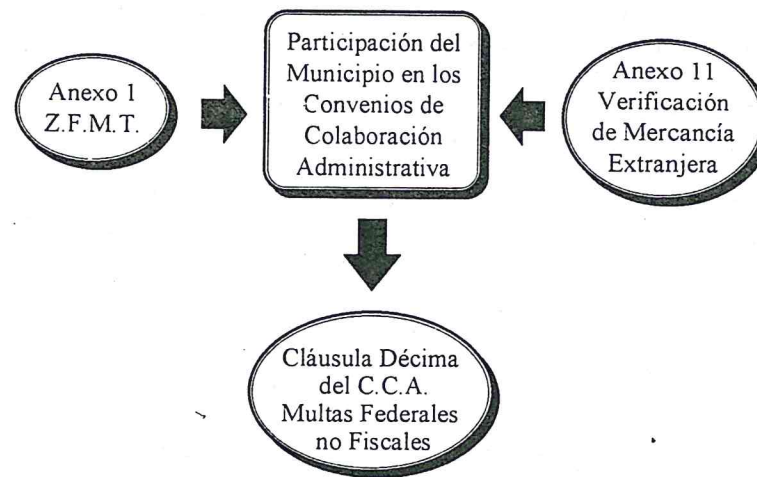 Anexo 1
Z.F.M.T.
Participación del
Municipio en los
Convenios de
Colaboración
Administrativa
Anexo 11
Verificación
de Mercancía
Extranjera
Cláusula Décima
del C.C.A.
Multas Federales
no Fiscales